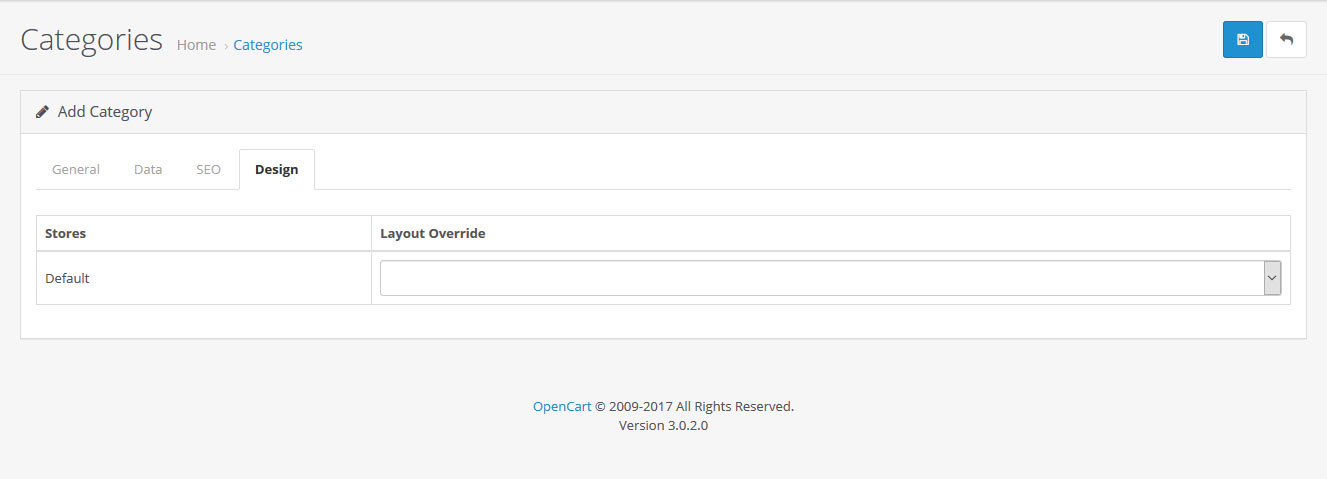 Categories Home › Categories
Add Category
General Data SEO Design
Stores Layout Override
Default
OpenCart © 2009-2017 All Rights Reserved.
Version 3.0.2.0